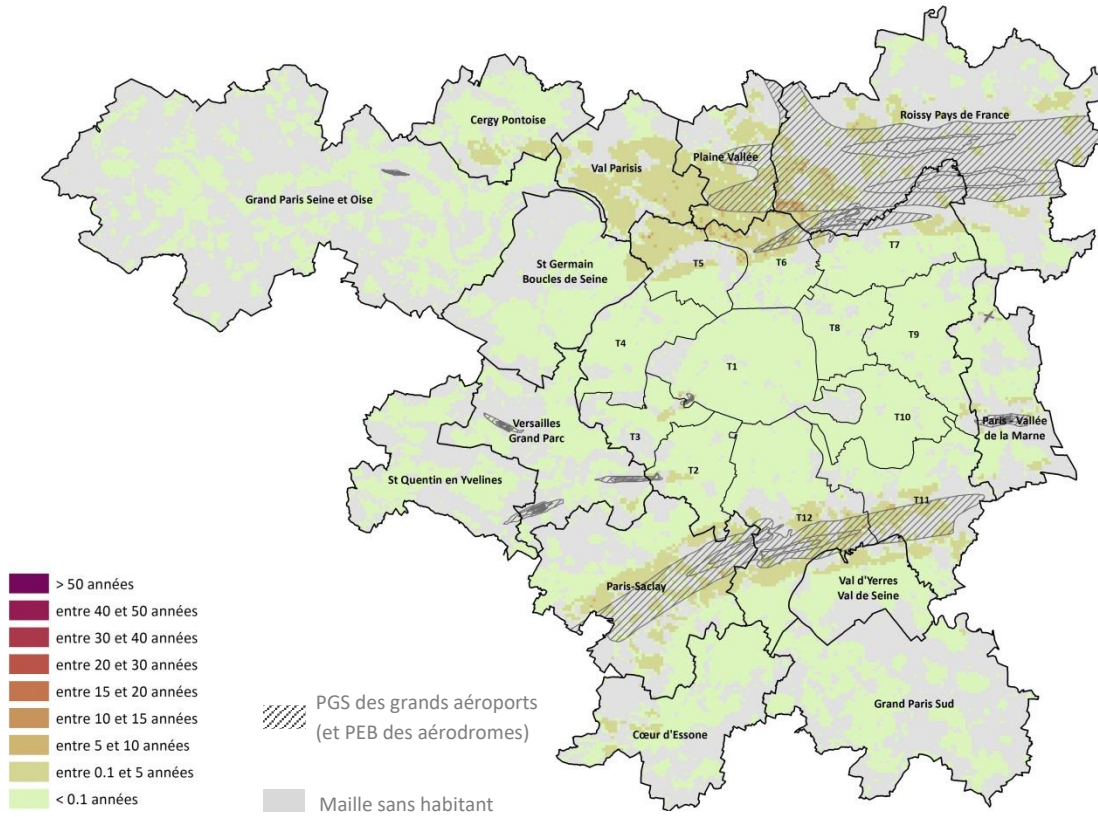 Cergy Pontoise
Roissy Pays de France
Plaine Vallée
Val Parisis
Grand Paris Seine et Oise
T7
T5
T6
St Germain
Boucles de Seine
T8
T9
T4
T1
T10
Versailles
Grand Parc
Paris - Vallée
de la Marne
T3
T2
St Quentin en Yvelines
T11
T12
Paris-Saclay
Val d'Yerres
Val de Seine
Grand Paris Sud
Cœur d'Essone
> 50 années
entre 40 et 50 années
entre 30 et 40 années
entre 20 et 30 années
entre 15 et 20 années
entre 10 et 15 années
entre 5 et 10 années
entre 0.1 et 5 années
< 0.1 années
PGS des grands aéroports
(et PEB des aérodromes)
Maille sans habitant